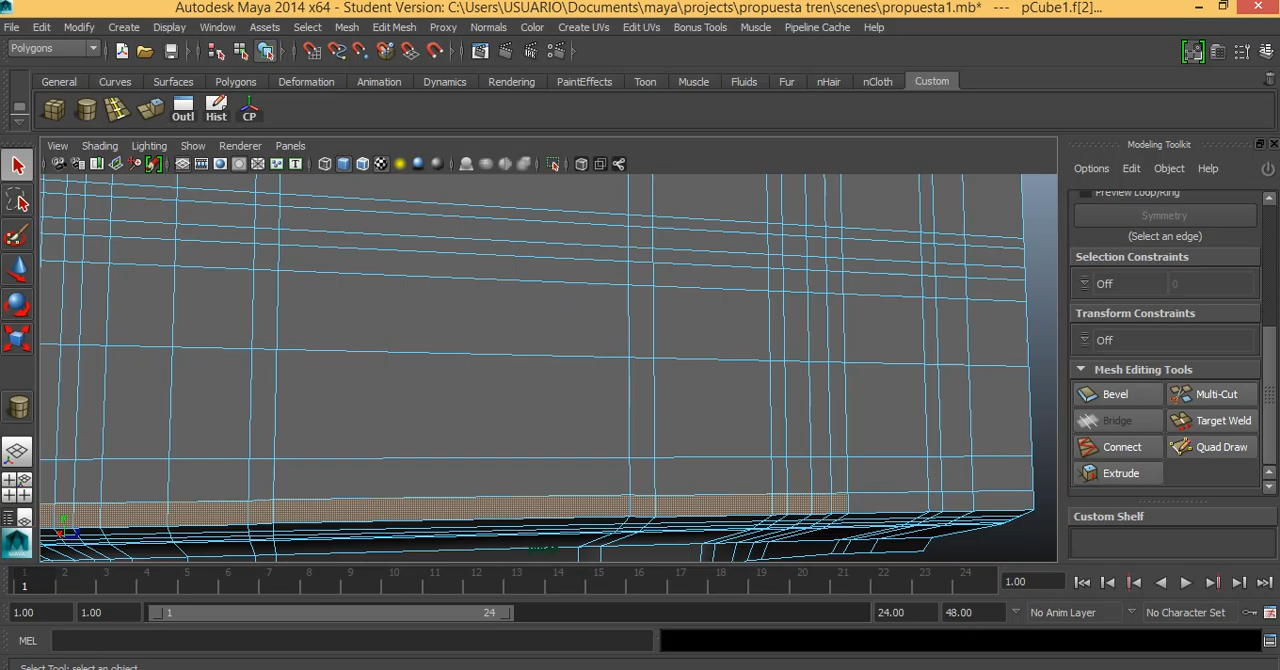 Autodesk Maya 2014 x64 - Student Version: C:\Users\USUARIO\Documents\maya\projects\propuesta tren\scenes\propuesta1.mb*   ---   pCube1.f[2]...
File Edit Modify Create Display Window Assets Select Mesh Edit Mesh Proxy Normals Color Create UVs Edit UVs Bonus Tools Muscle Pipeline Cache Help
Polygons
General Curves Surfaces Polygons Deformation Animation Dynamics Rendering PaintEffects Toon Muscle Fluids Fur nHair nCloth Custom
Outl Hist CP
View Shading Lighting Show Renderer Panels
Modeling Toolkit
Options Edit Object Help
Preview Loop/Ring
Symmetry
(Select an edge)
Selection Constraints
Off 0
Transform Constraints
Off
Mesh Editing Tools
Bevel Multi-Cut
Bridge Target Weld
Connect Quad Draw
Extrude
Custom Shelf
1 2 3 4 5 6 7 8 9 10 11 12 13 14 15 16 17 18 19 20 21 22 23 24
1 1.00
1.00 1.00 1 24 24.00 48.00 No Anim Layer No Character Set
MEL
Select Tool: select an object